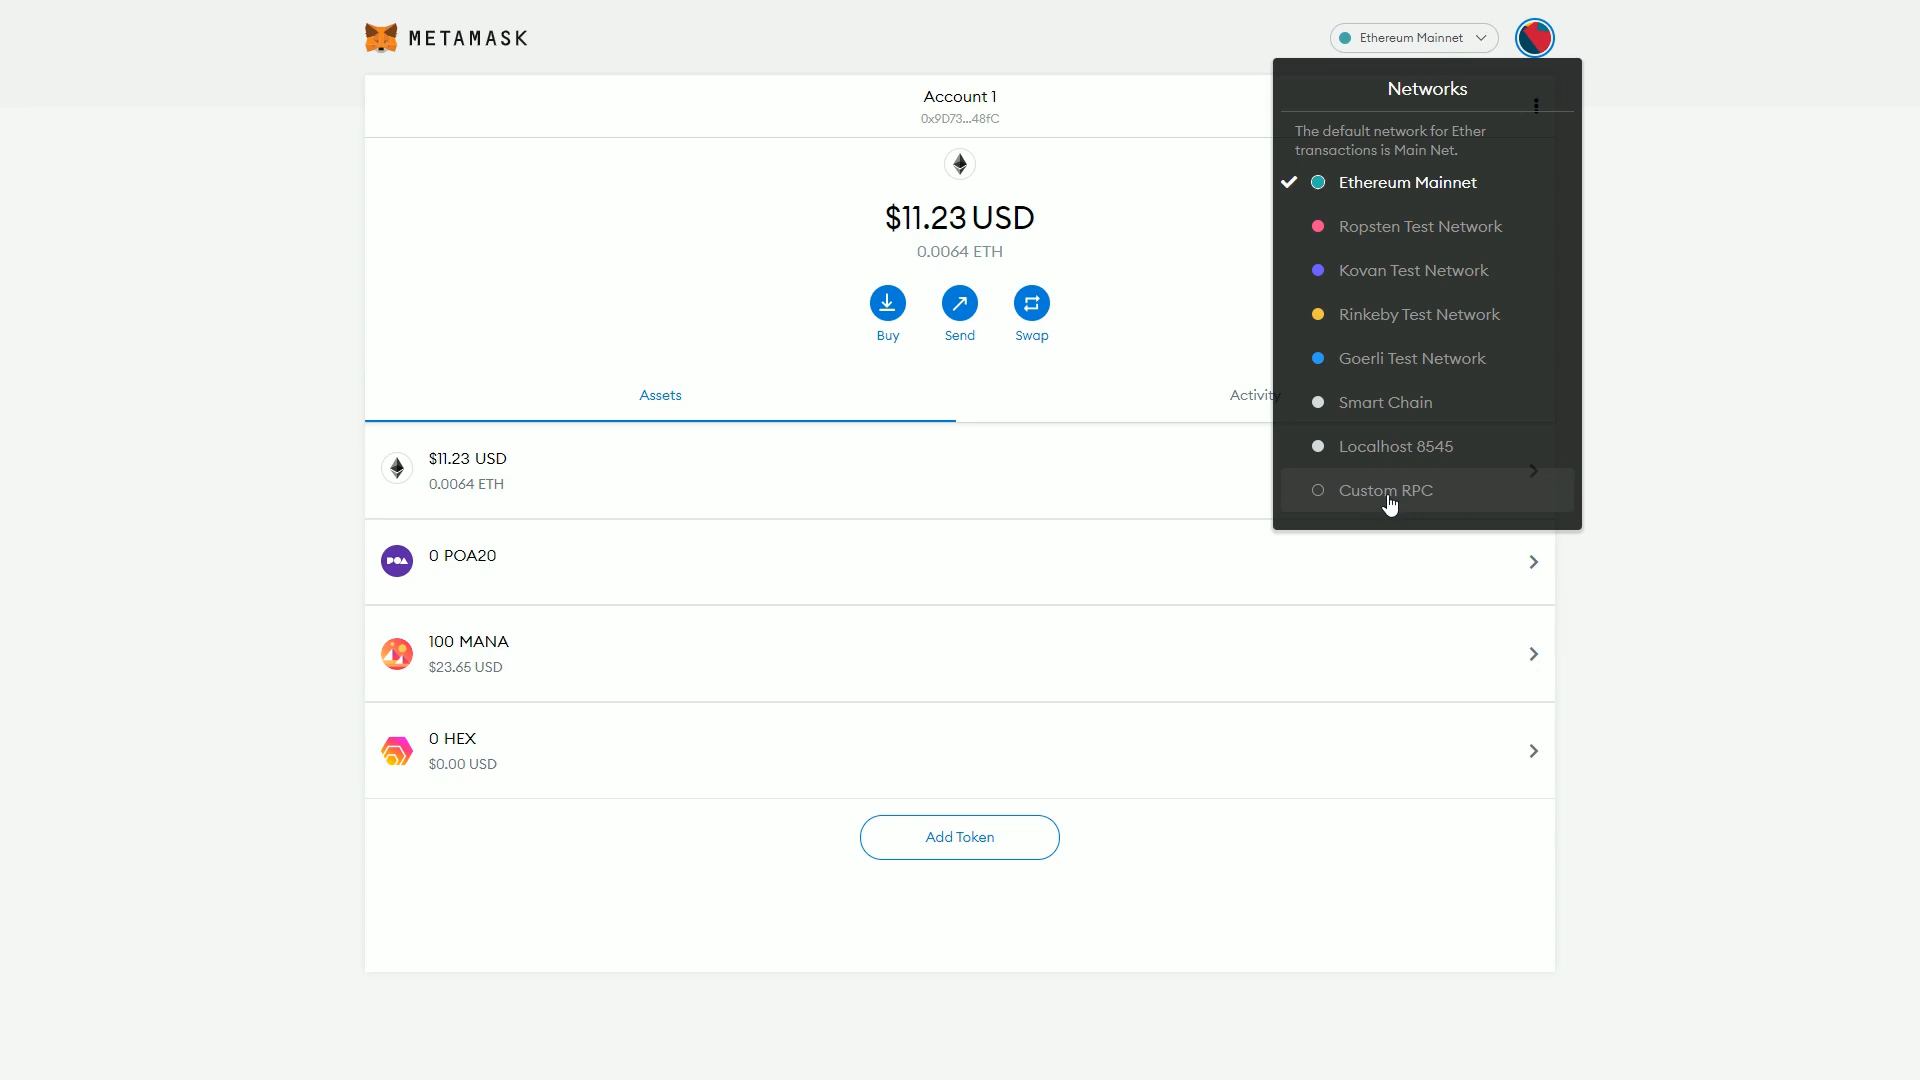 METAMASK
Ethereum Mainnet
Account 1
0x9D73...48fC
$11.23 USD
0.0064 ETH
Buy
Send
Swap
Assets
Activity
$11.23 USD
0.0064 ETH
POA
0 POA20
100 MANA
$23.65 USD
0 HEX
$0.00 USD
Add Token
Networks
The default network for Ether
transactions is Main Net.
Ethereum Mainnet
Ropsten Test Network
Kovan Test Network
Rinkeby Test Network
Goerli Test Network
Smart Chain
Localhost 8545
Custom RPC